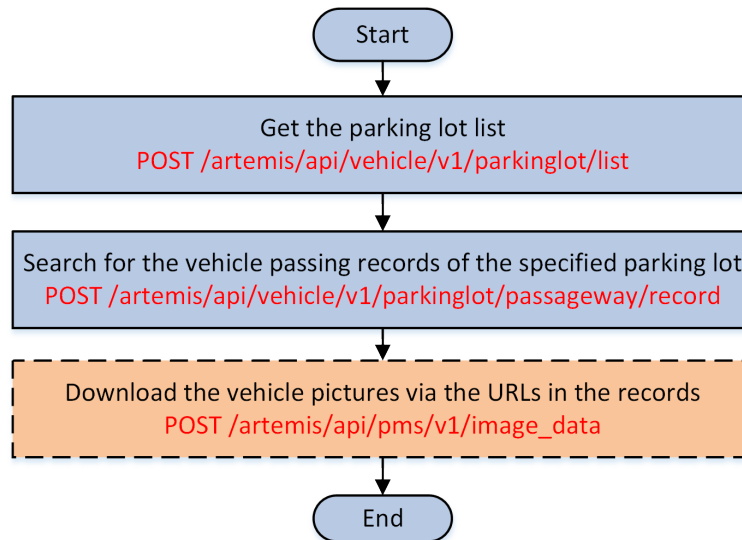 Start
Get the parking lot list
POST /artemis/api/vehicle/v1/parkinglot/list
Search for the vehicle passing records of the specified parking lot
POST /artemis/api/vehicle/v1/parkinglot/passageway/record
Download the vehicle pictures via the URLs in the records
POST /artemis/api/pms/v1/image_data
End